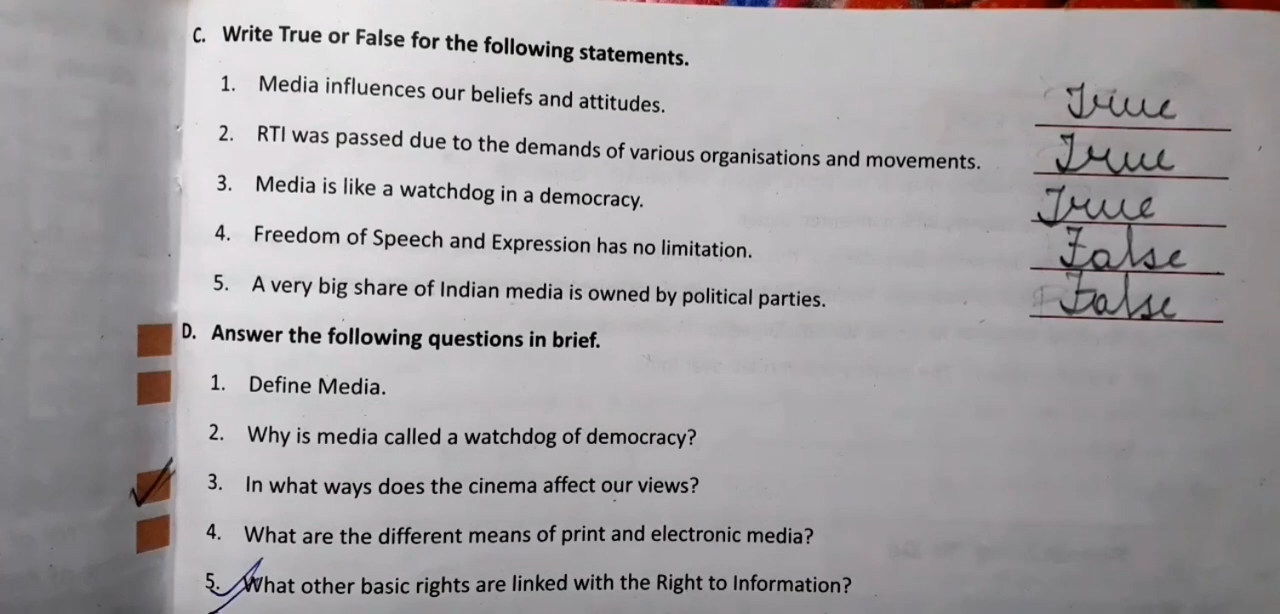 C. Write True or False for the following statements.
1. Media influences our beliefs and attitudes. True
2. RTI was passed due to the demands of various organisations and movements. True
3. Media is like a watchdog in a democracy. True
4. Freedom of Speech and Expression has no limitation. False
5. A very big share of Indian media is owned by political parties. False
D. Answer the following questions in brief.
1. Define Media.
2. Why is media called a watchdog of democracy?
3. In what ways does the cinema affect our views?
4. What are the different means of print and electronic media?
5. What other basic rights are linked with the Right to Information?